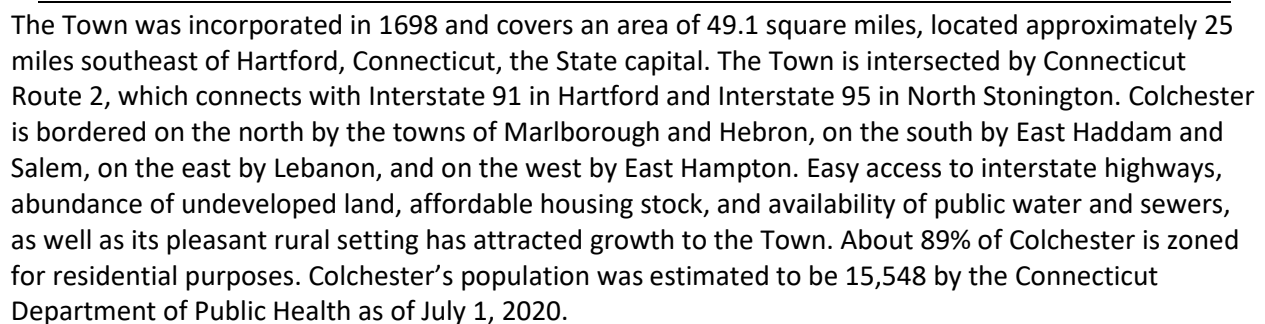 The Town was incorporated in 1698 and covers an area of 49.1 square miles, located approximately 25
miles southeast of Hartford, Connecticut, the State capital. The Town is intersected by Connecticut
Route 2, which connects with Interstate 91 in Hartford and Interstate 95 in North Stonington. Colchester
is bordered on the north by the towns of Marlborough and Hebron, on the south by East Haddam and
Salem, on the east by Lebanon, and on the west by East Hampton. Easy access to interstate highways,
abundance of undeveloped land, affordable housing stock, and availability of public water and sewers,
as well as its pleasant rural setting has attracted growth to the Town. About 89% of Colchester is zoned
for residential purposes. Colchester’s population was estimated to be 15,548 by the Connecticut
Department of Public Health as of July 1, 2020.